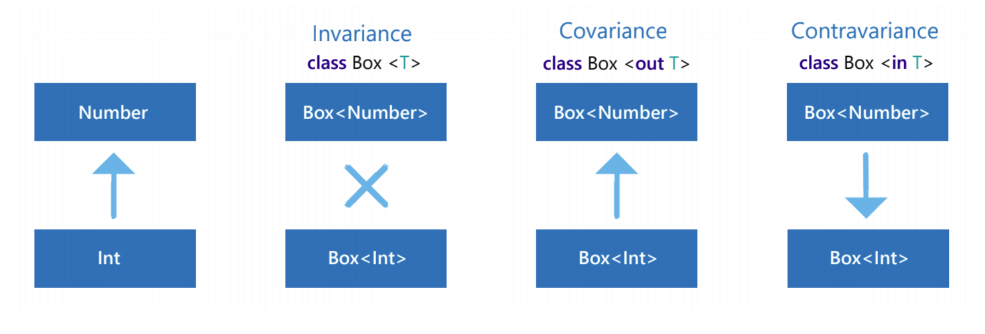 Invariance
class Box <T>
Covariance
class Box <out T>
Contravariance
class Box <in T>
Number
Box<Number>
Box<Number>
Box<Number>
Int
Box<Int>
Box<Int>
Box<Int>